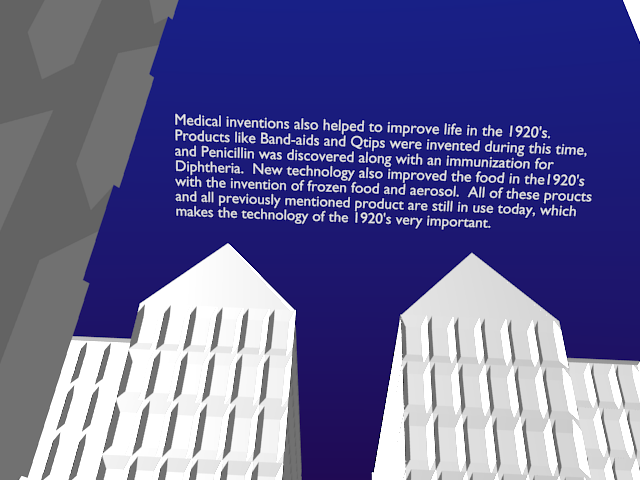 Medical inventions also helped to improve life in the 1920's.
Products like Band-aids and Qtips were invented during this time,
and Penicillin was discovered along with an immunization for
Diphtheria.  New technology also improved the food in the1920's
with the invention of frozen food and aerosol.  All of these proucts
and all previously mentioned product are still in use today, which
makes the technology of the 1920's very important.